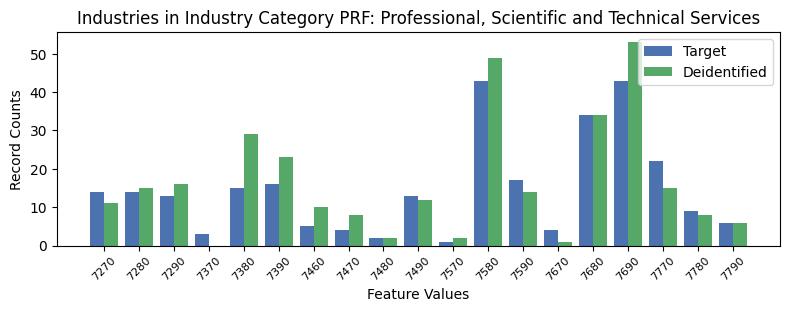 Industries in Industry Category PRF: Professional, Scientific and Technical Services
Target
Deidentified
Record Counts
50
40
30
20
10
0
7270 7280 7290 7370 7380 7390 7460 7470 7480 7490 7570 7580 7590 7670 7680 7690 7770 7780 7790
Feature Values